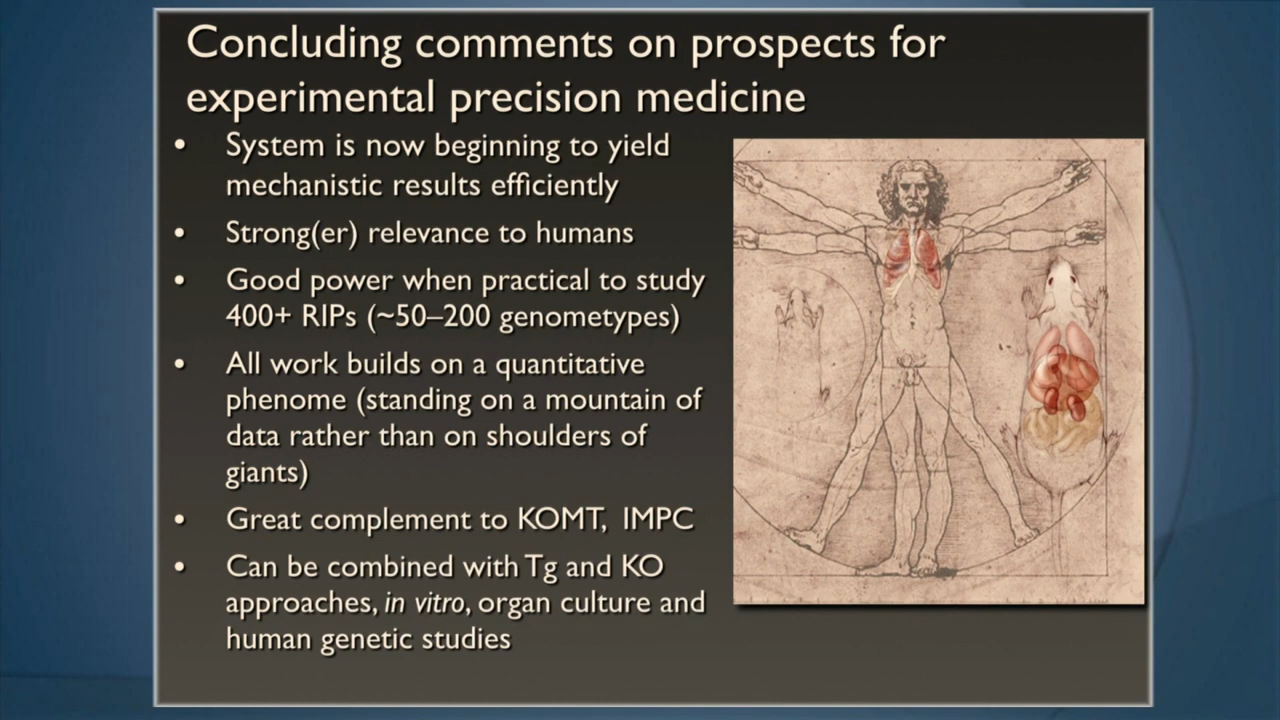 Concluding comments on prospects for
experimental precision medicine
• System is now beginning to yield
mechanistic results efficiently
• Strong(er) relevance to humans
• Good power when practical to study
400+ RIPs (~50–200 genometypes)
• All work builds on a quantitative
phenome (standing on a mountain of
data rather than on shoulders of
giants)
• Great complement to KOMT, IMPC
• Can be combined with Tg and KO
approaches, in vitro, organ culture and
human genetic studies